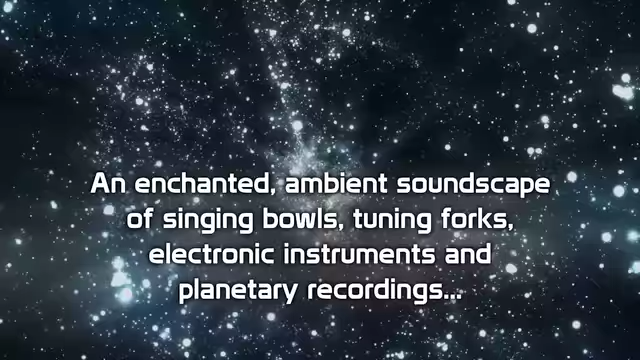 An enchanted, ambient soundscape
of singing bowls, tuning forks,
electronic instruments and
planetary recordings...